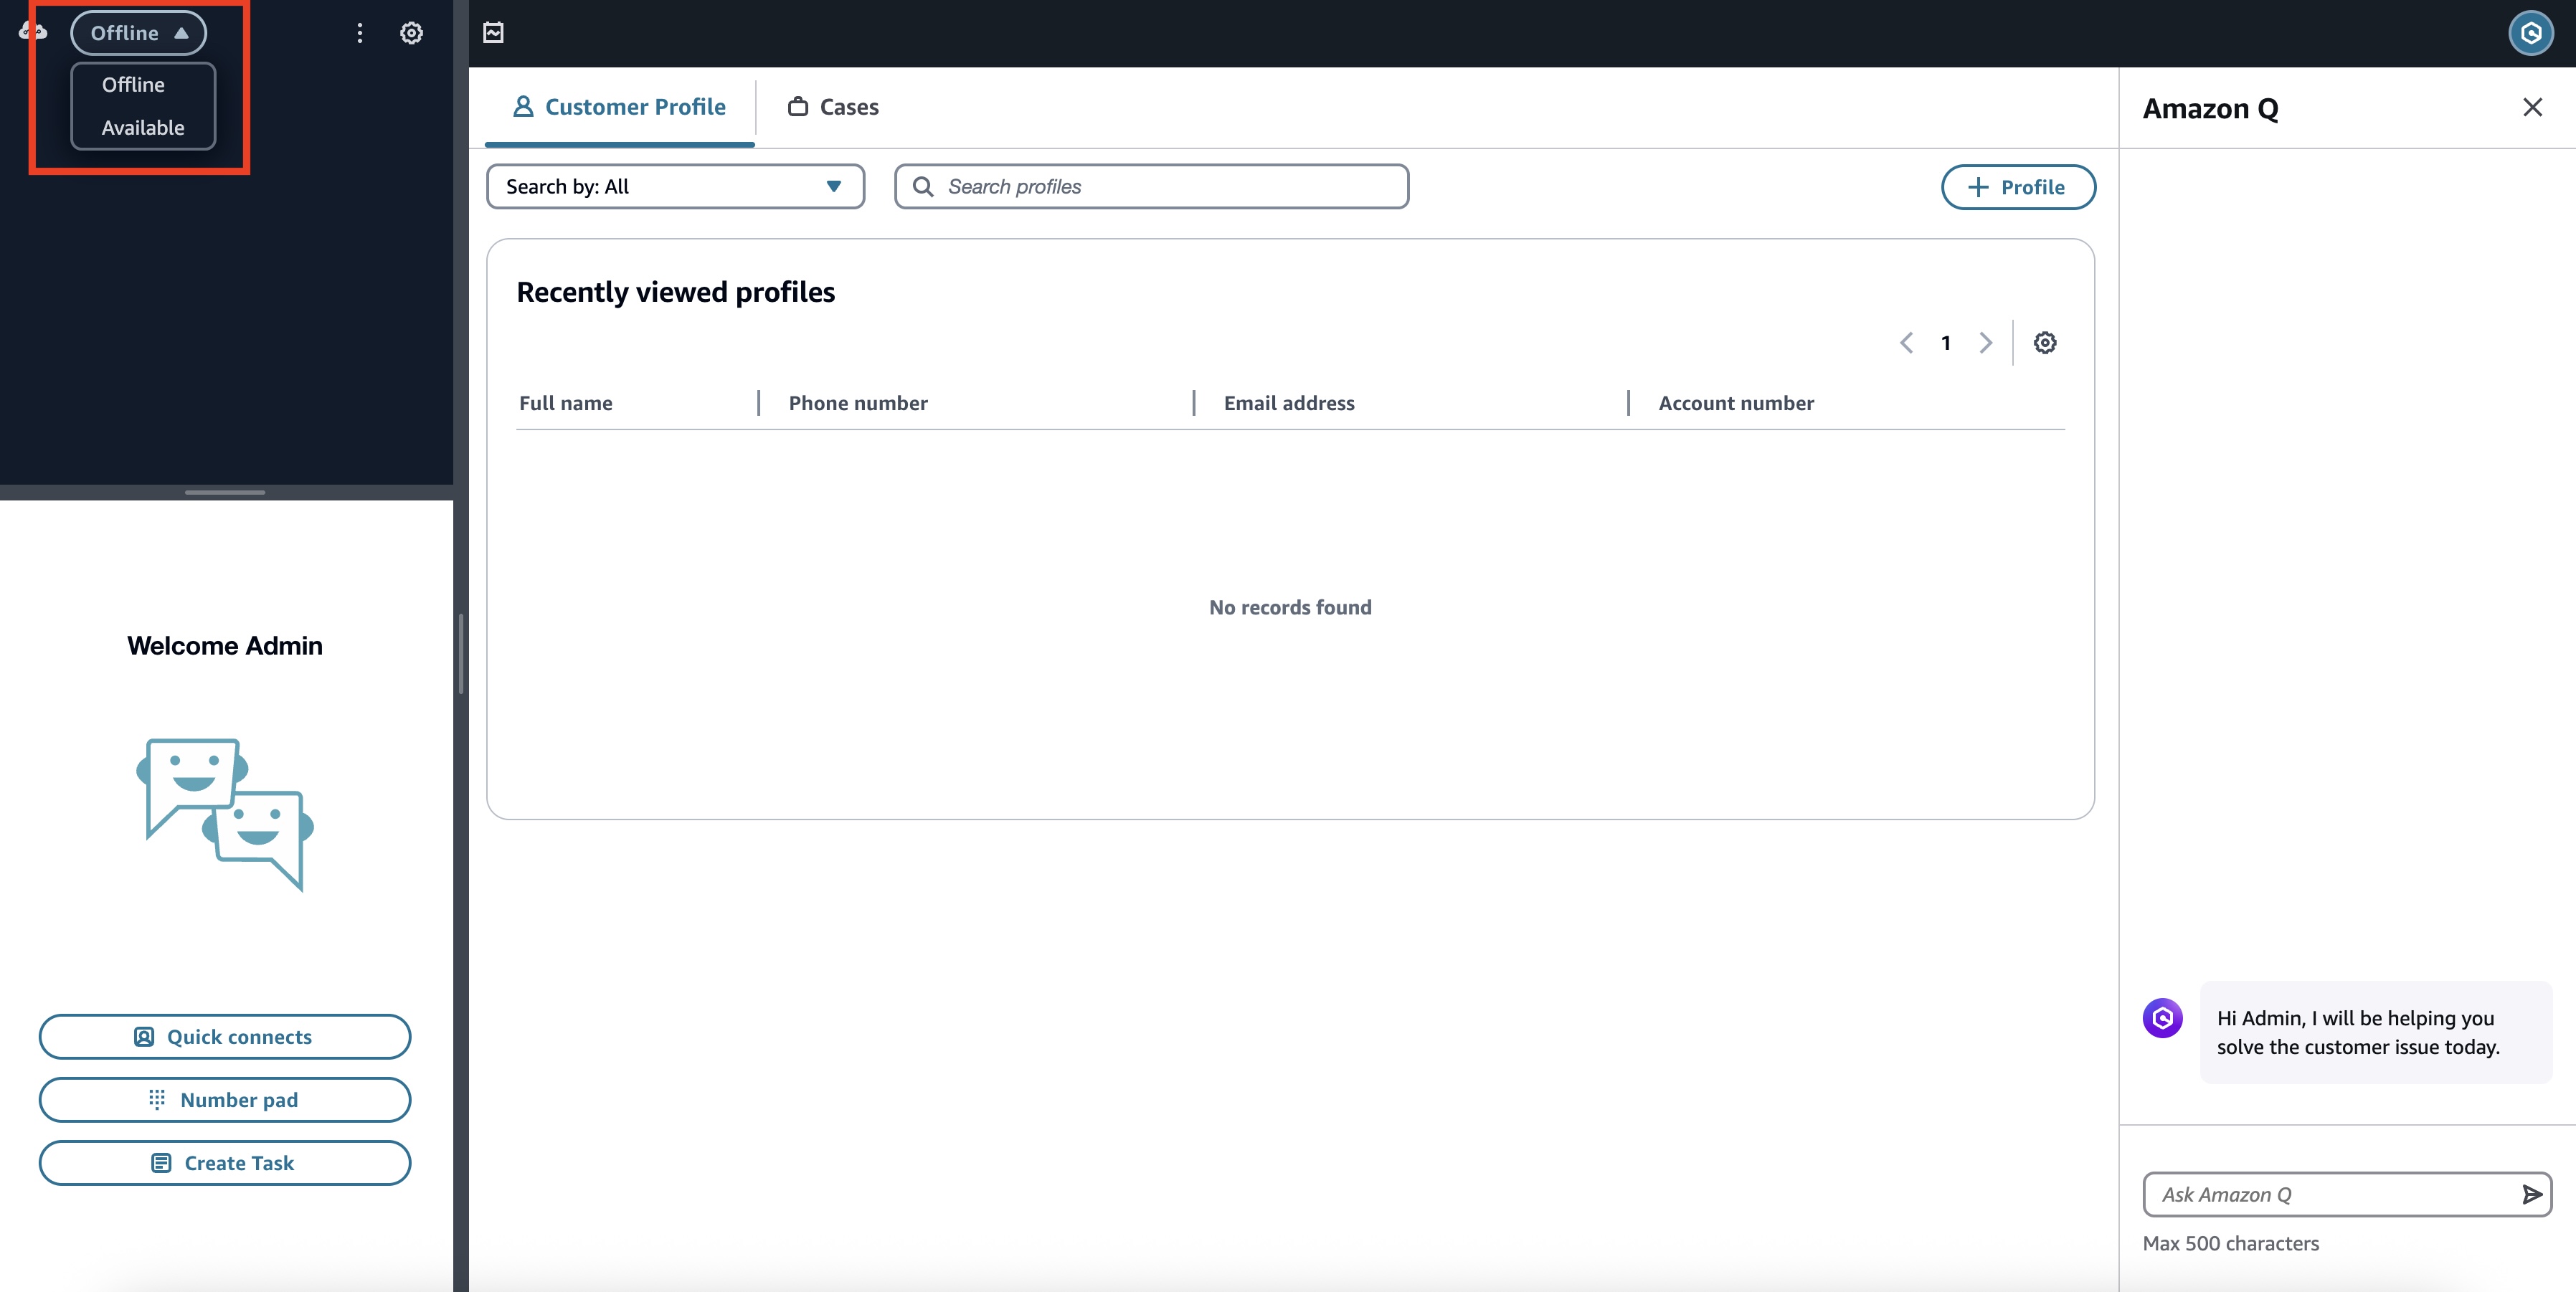 Offline
Offline
Available
Customer Profile
Cases
Search by: All
Search profiles
Profile
Recently viewed profiles
1
Full name
Phone number
Email address
Account number
No records found
Welcome Admin
Quick connects
Number pad
Create Task
Amazon Q
Hi Admin, I will be helping you
solve the customer issue today.
Ask Amazon Q
Max 500 characters